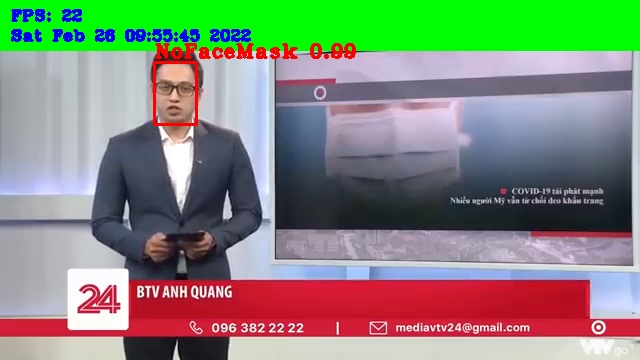 FPS: 22
Sat Feb 26 09:55:45 2022
NoFaceMask 0.99
COVID-19 tái phát mạnh
Nhiều người Mỹ vẫn từ chối đeo khẩu trang
24
BTV ANH QUANG
096 382 22 22 | mediavtv24@gmail.com
VTVgo